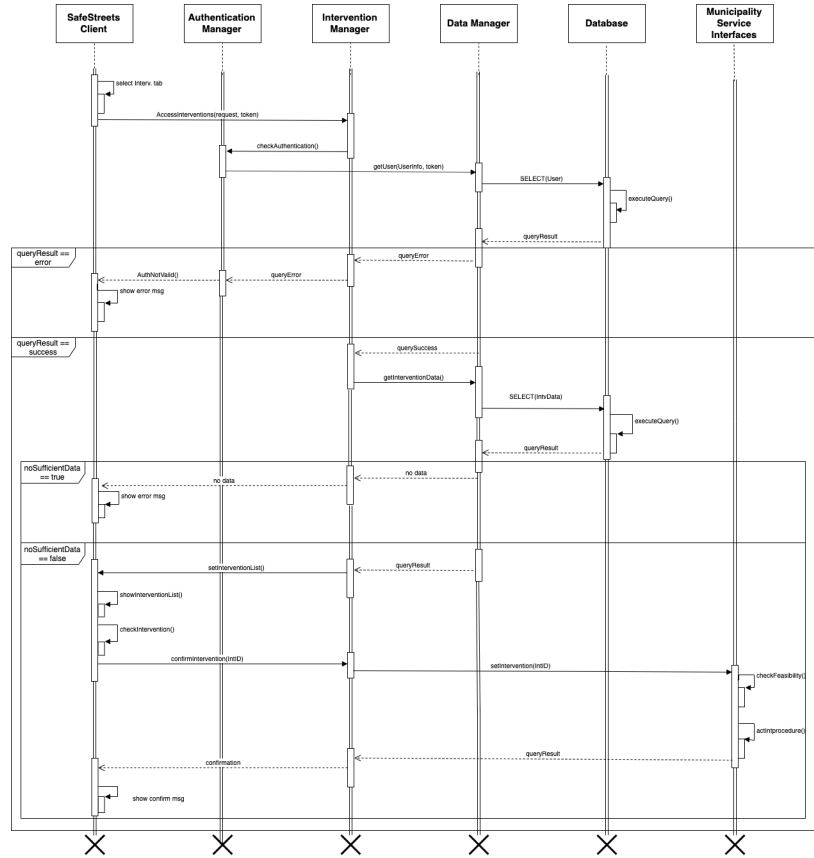 SafeStreets
Client
Authentication
Manager
Intervention
Manager
Data Manager
Database
Municipality
Service
Interfaces
select Interv. tab
AccessInterventions(request, token)
checkAuthentication()
getUser(UserInfo, token)
SELECT(User)
executeQuery()
queryResult
queryResult ==
error
queryError
AuthNotValid()
queryError
show error msg
queryResult ==
success
querySuccess
getInterventionData()
SELECT(IntvData)
executeQuery()
queryResult
noSufficientData
== true
no data
no data
show error msg
noSufficientData
== false
setInterventionList()
queryResult
showInterventionList()
checkIntervention()
confirmIntervention(IntID)
setIntervention(IntID)
checkFeasibility()
actIntprocedure()
queryResult
confirmation
show confirm msg